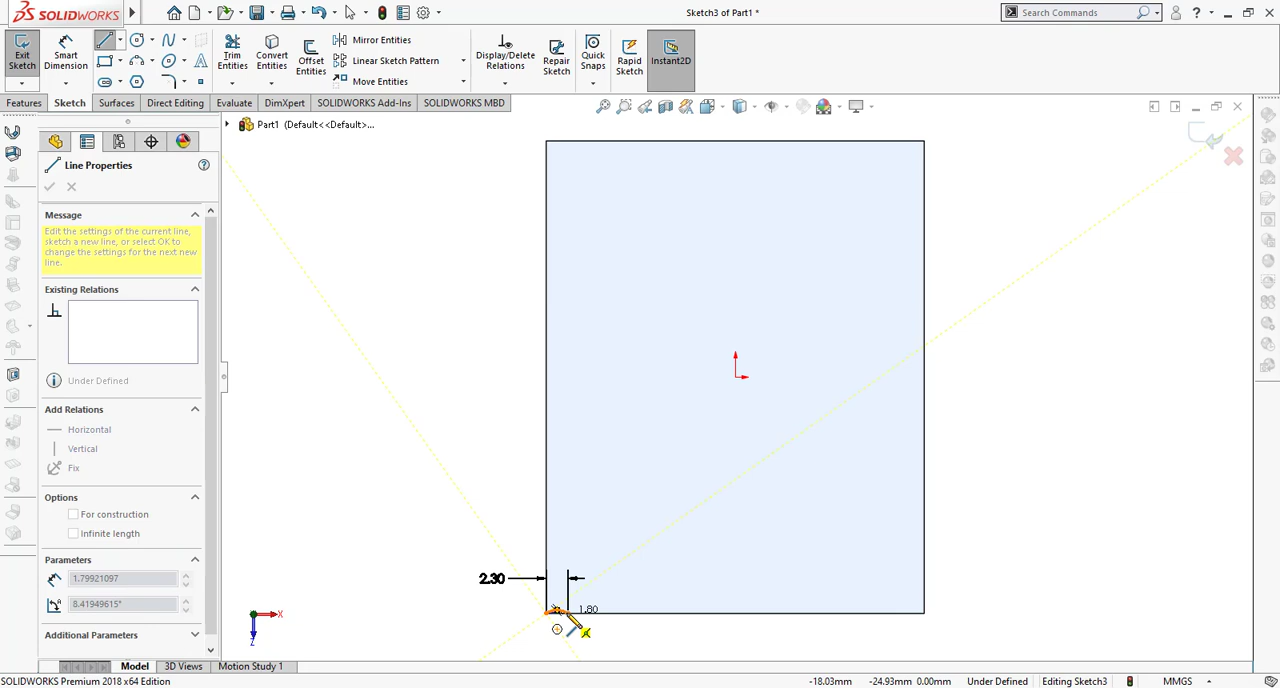 SOLIDWORKS
Sketch3 of Part1 *
Search Commands
Exit Sketch
Smart Dimension
Trim Entities
Convert Entities
Offset Entities
Mirror Entities
Linear Sketch Pattern
Move Entities
Display/Delete Relations
Repair Sketch
Quick Snaps
Rapid Sketch
Instant2D
Features
Sketch
Surfaces
Direct Editing
Evaluate
DimXpert
SOLIDWORKS Add-Ins
SOLIDWORKS MBD
Part1 (Default<<Default>...
Line Properties
Message
Edit the settings of the current line,
sketch a new line, or select OK to
change the settings for the next new
line.
Existing Relations
Under Defined
Add Relations
Horizontal
Vertical
Fix
Options
For construction
Infinite length
Parameters
1.79921097
8.41949615°
Additional Parameters
2.30
1.80
X
Z
Model
3D Views
Motion Study 1
SOLIDWORKS Premium 2018 x64 Edition
-18.03mm
-24.93mm 0.00mm
Under Defined
Editing Sketch3
MMGS